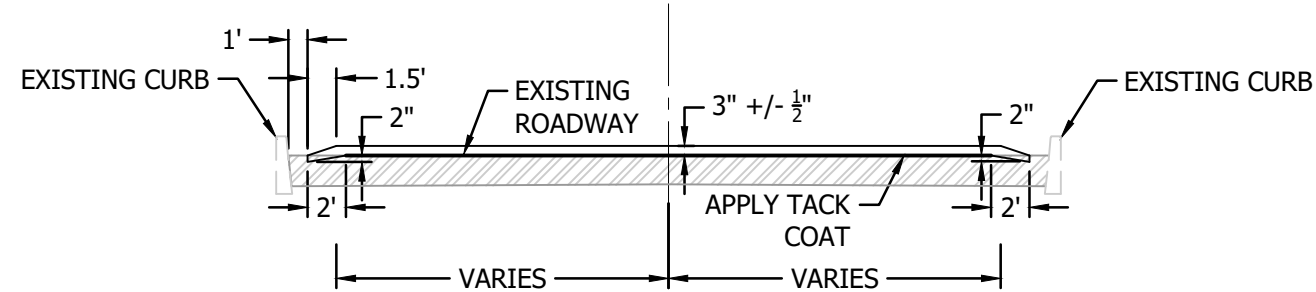 1'
EXISTING CURB
1.5'
2"
EXISTING
ROADWAY
3" +/- 1/2"
2"
EXISTING CURB
2'
APPLY TACK
COAT
2'
VARIES
VARIES